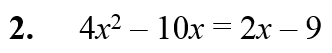 2. 4x² – 10x = 2x – 9